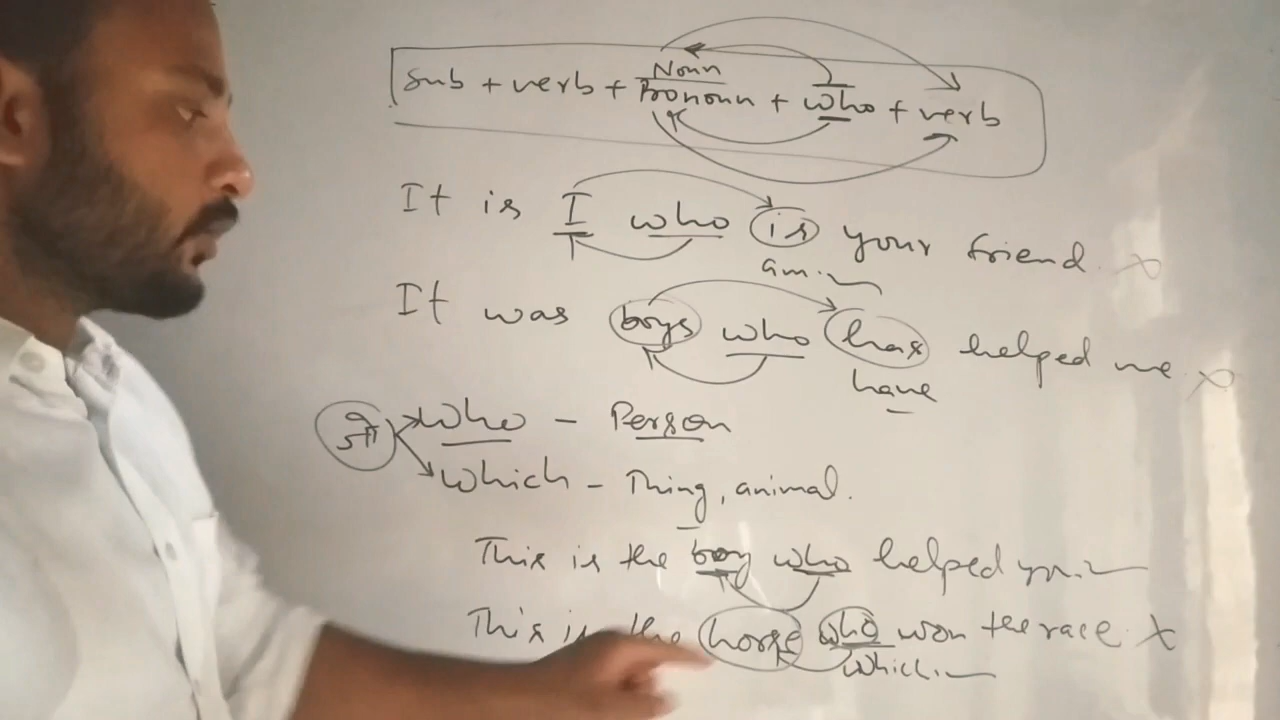 Noun
sub + verb + Pronoun + who + verb
It is I who is your friend. ×
am.
It was boys who has helped me. ×
have
जो who - Person
which - Thing, animal.
This is the boy who helped you.
This is the horse who won the race. ×
which.